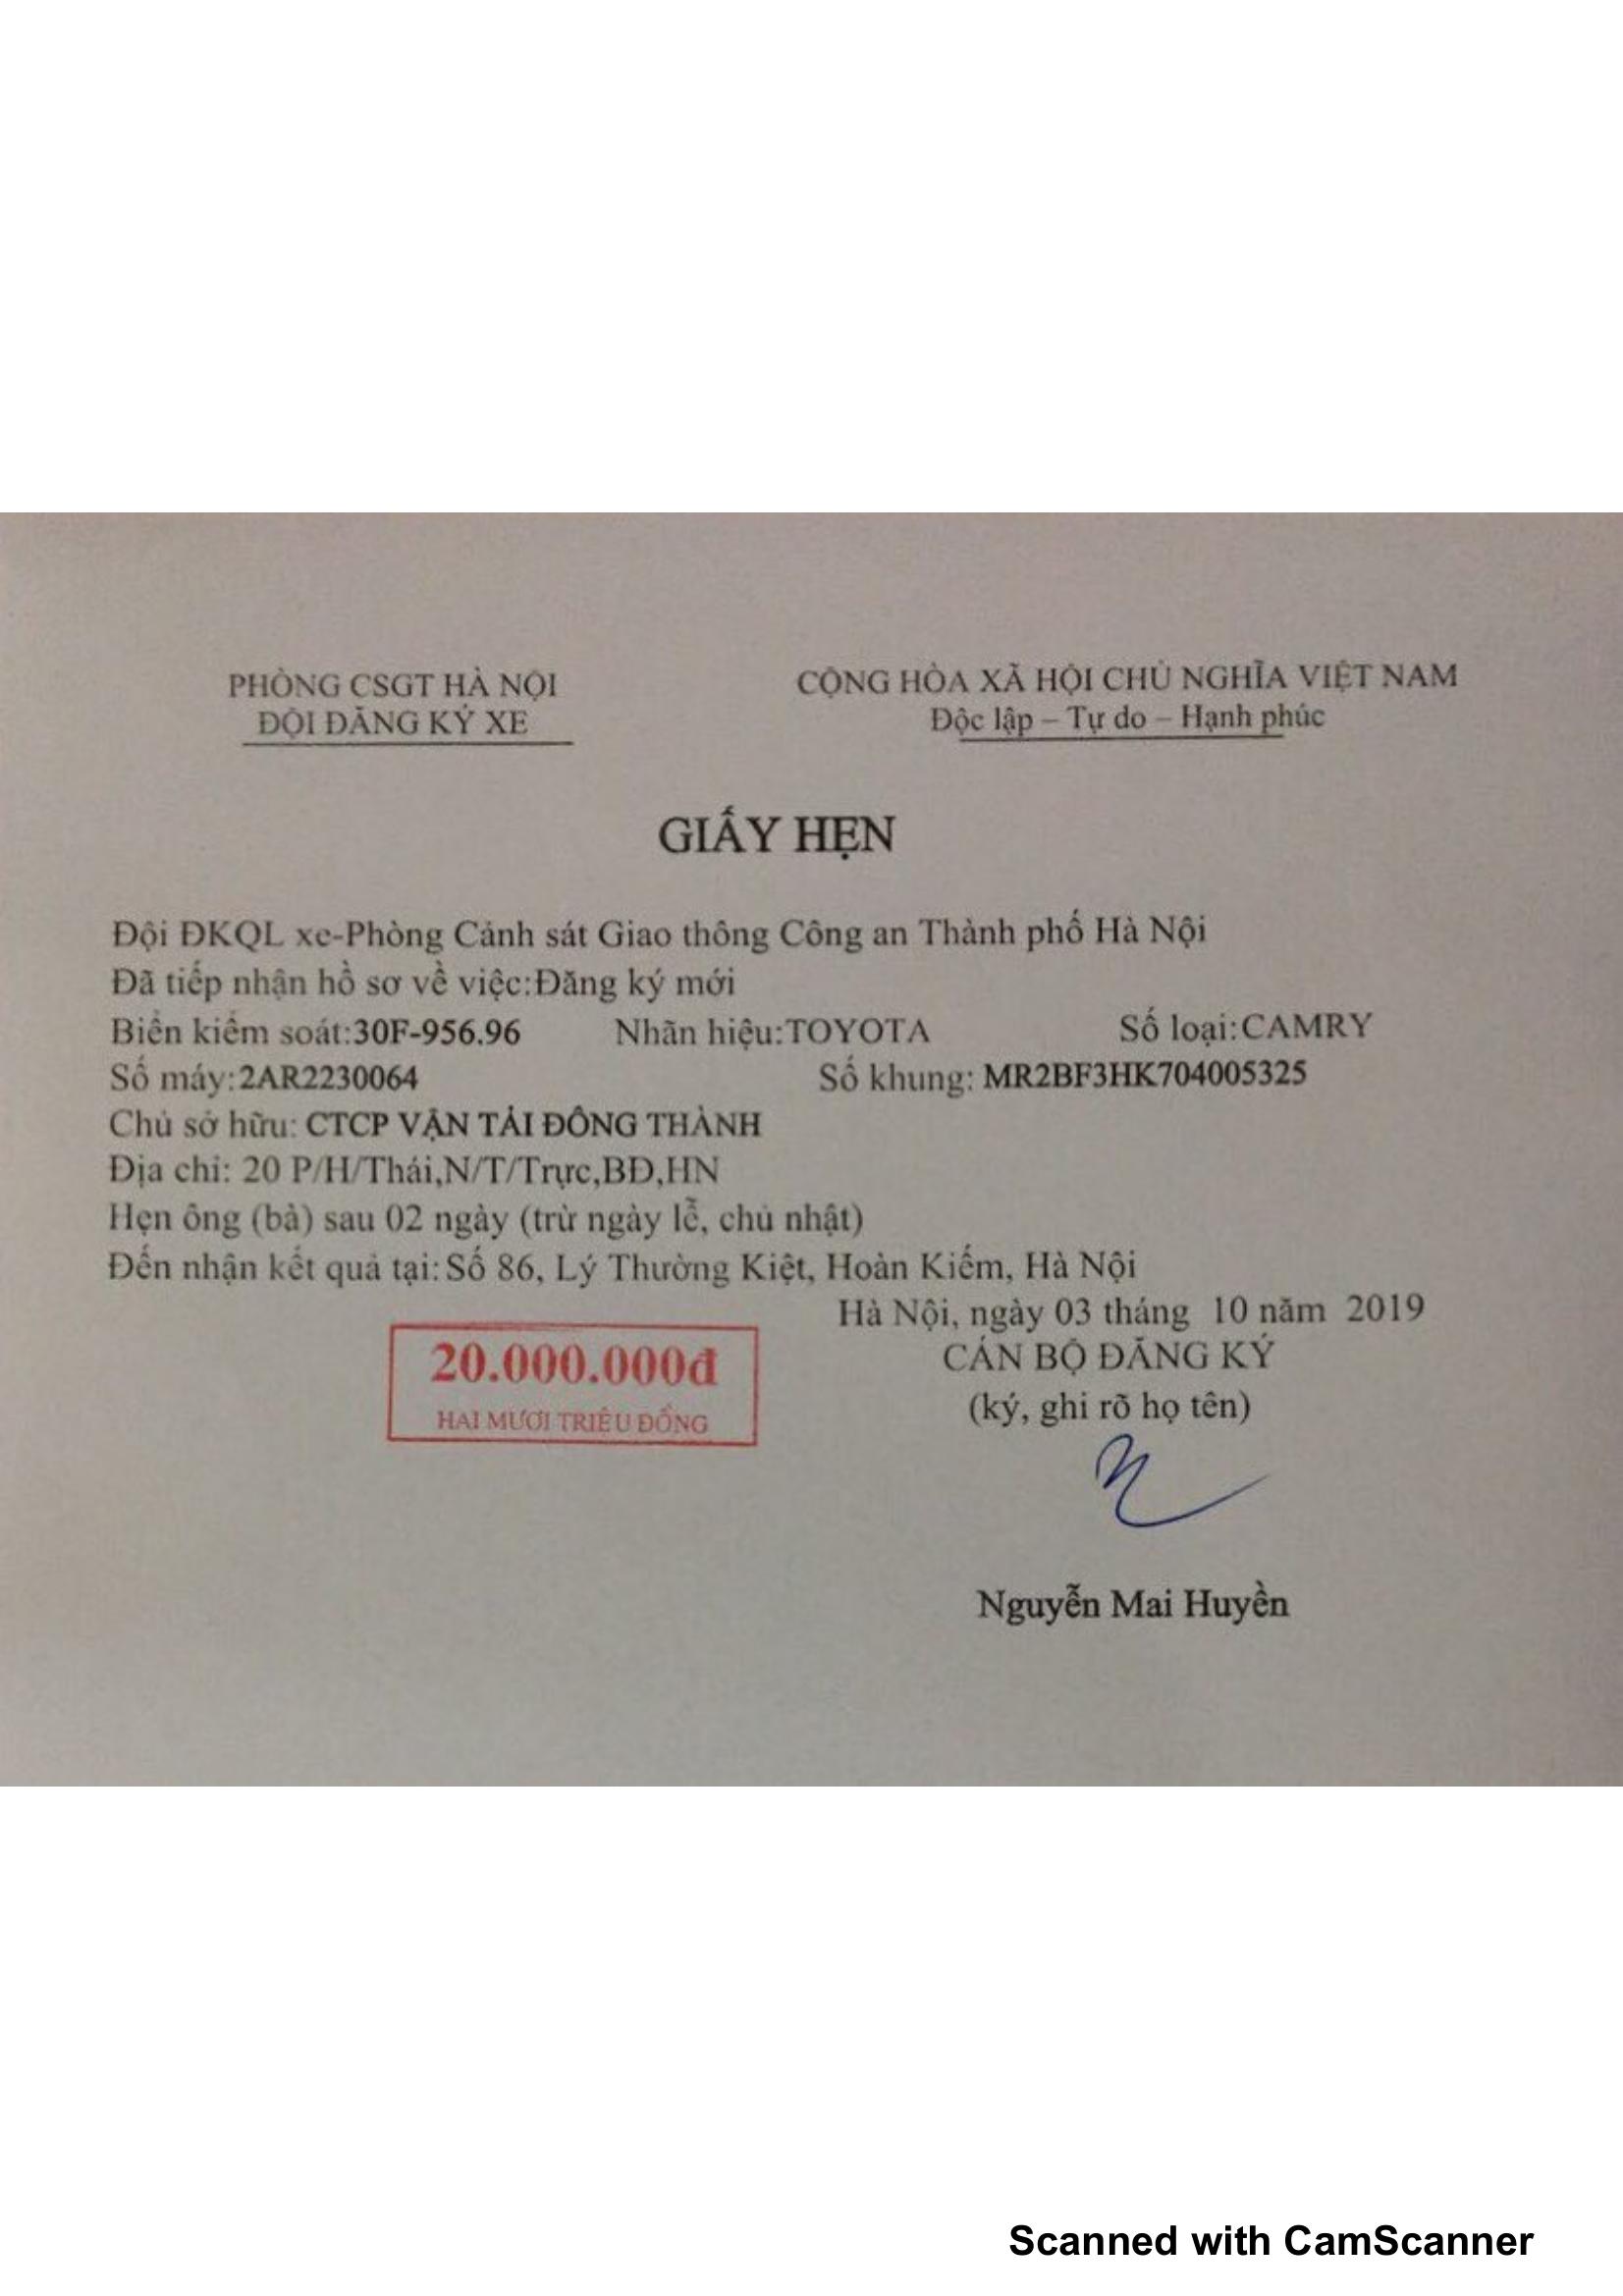 PHÒNG CSGT HÀ NỘI
ĐỘI ĐĂNG KÝ XE
CỘNG HÒA XÃ HỘI CHỦ NGHĨA VIỆT NAM
Độc lập – Tự do – Hạnh phúc
GIẤY HẸN
Đội ĐKQL xe-Phòng Cảnh sát Giao thông Công an Thành phố Hà Nội
Đã tiếp nhận hồ sơ về việc:Đăng ký mới
Biển kiểm soát:30F-956.96 Nhãn hiệu:TOYOTA Số loại:CAMRY
Số máy:2AR2230064 Số khung: MR2BF3HK704005325
Chủ sở hữu: CTCP VẬN TẢI ĐÔNG THÀNH
Địa chỉ: 20 P/H/Thái,N/T/Trực,BĐ,HN
Hẹn ông (bà) sau 02 ngày (trừ ngày lễ, chủ nhật)
Đến nhận kết quả tại: Số 86, Lý Thường Kiệt, Hoàn Kiếm, Hà Nội
Hà Nội, ngày 03 tháng 10 năm 2019
20.000.000đ
HAI MƯƠI TRIỆU ĐỒNG
CÁN BỘ ĐĂNG KÝ
(ký, ghi rõ họ tên)
Nguyễn Mai Huyền
Scanned with CamScanner